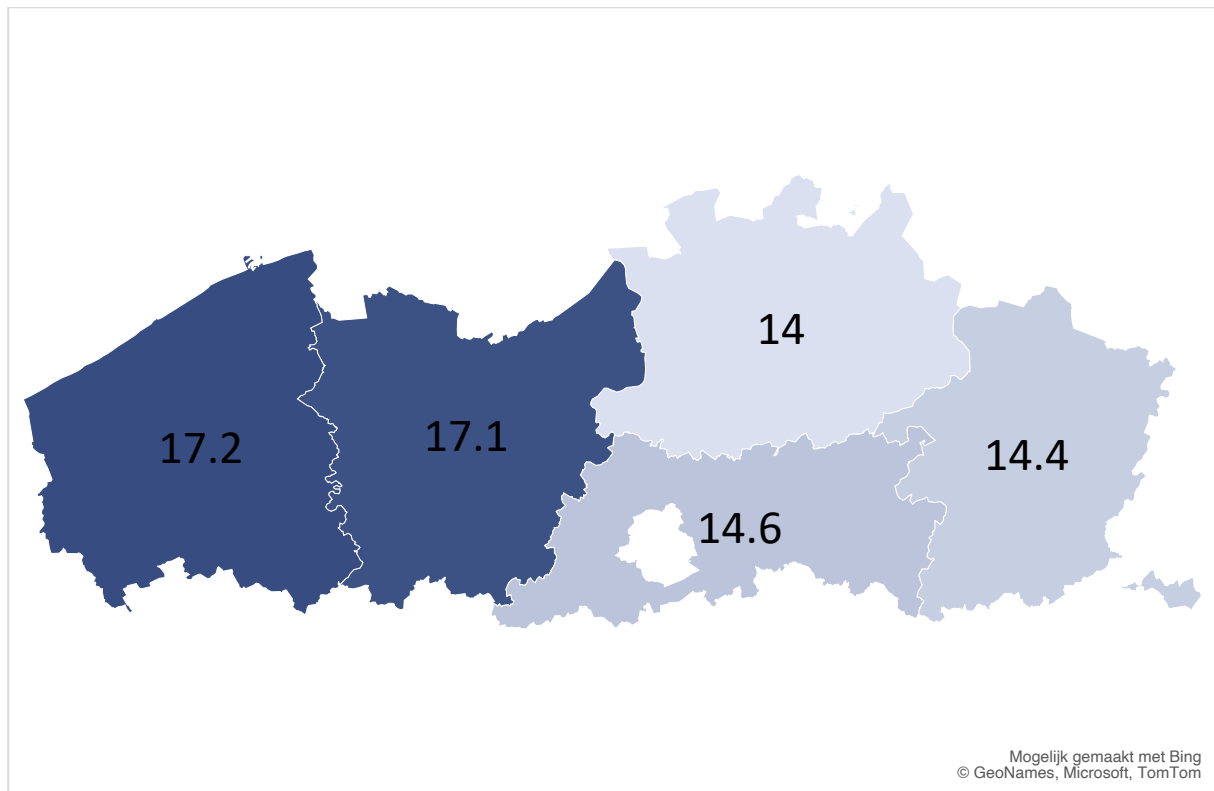 14
17.1
17.2
14.4
14.6
Mogelijk gemaakt met Bing
© GeoNames, Microsoft, TomTom